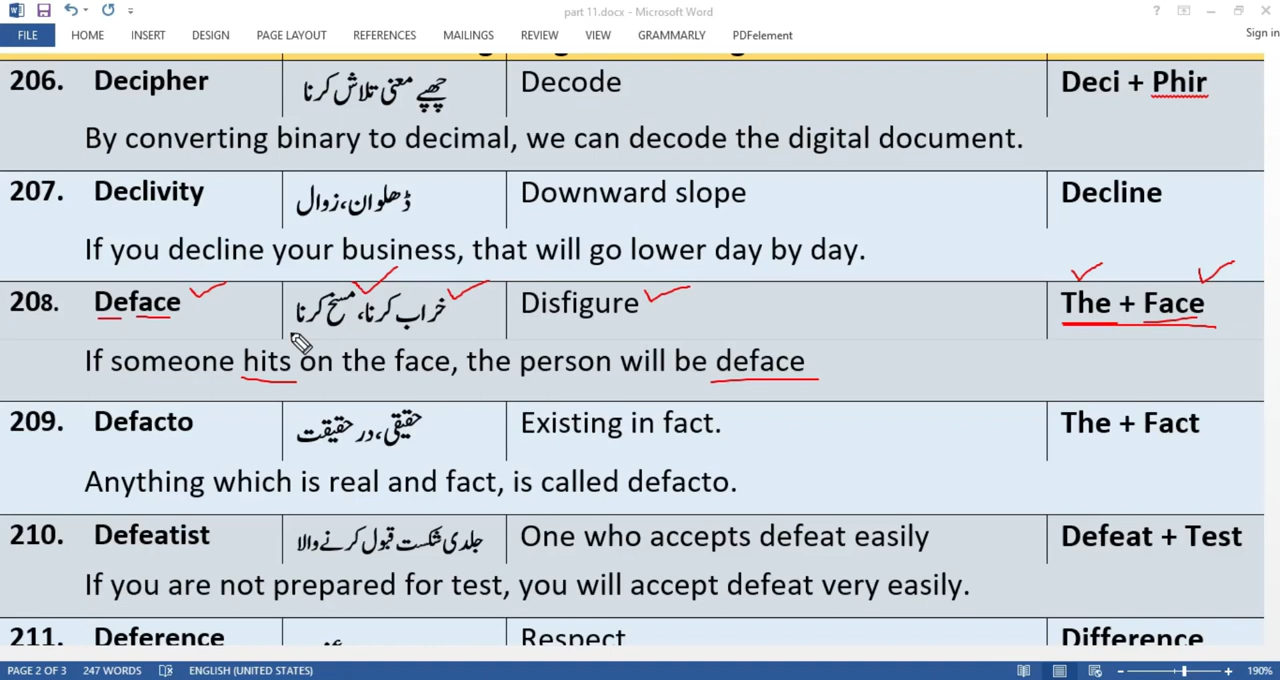 part 11.docx - Microsoft Word
FILE HOME INSERT DESIGN PAGE LAYOUT REFERENCES MAILINGS REVIEW VIEW GRAMMARLY PDFelement Sign in
206. Decipher چھپے معنی تلاش کرنا Decode Deci + Phir
By converting binary to decimal, we can decode the digital document.
207. Declivity ڈھلوان، زوال Downward slope Decline
If you decline your business, that will go lower day by day.
208. Deface خراب کرنا، مسخ کرنا Disfigure The + Face
If someone hits on the face, the person will be deface
209. Defacto حقیقی، در حقیقت Existing in fact. The + Fact
Anything which is real and fact, is called defacto.
210. Defeatist جلدی شکست قبول کرنے والا One who accepts defeat easily Defeat + Test
If you are not prepared for test, you will accept defeat very easily.
211. Deference Respect Difference
PAGE 2 OF 3 247 WORDS ENGLISH (UNITED STATES) 190%